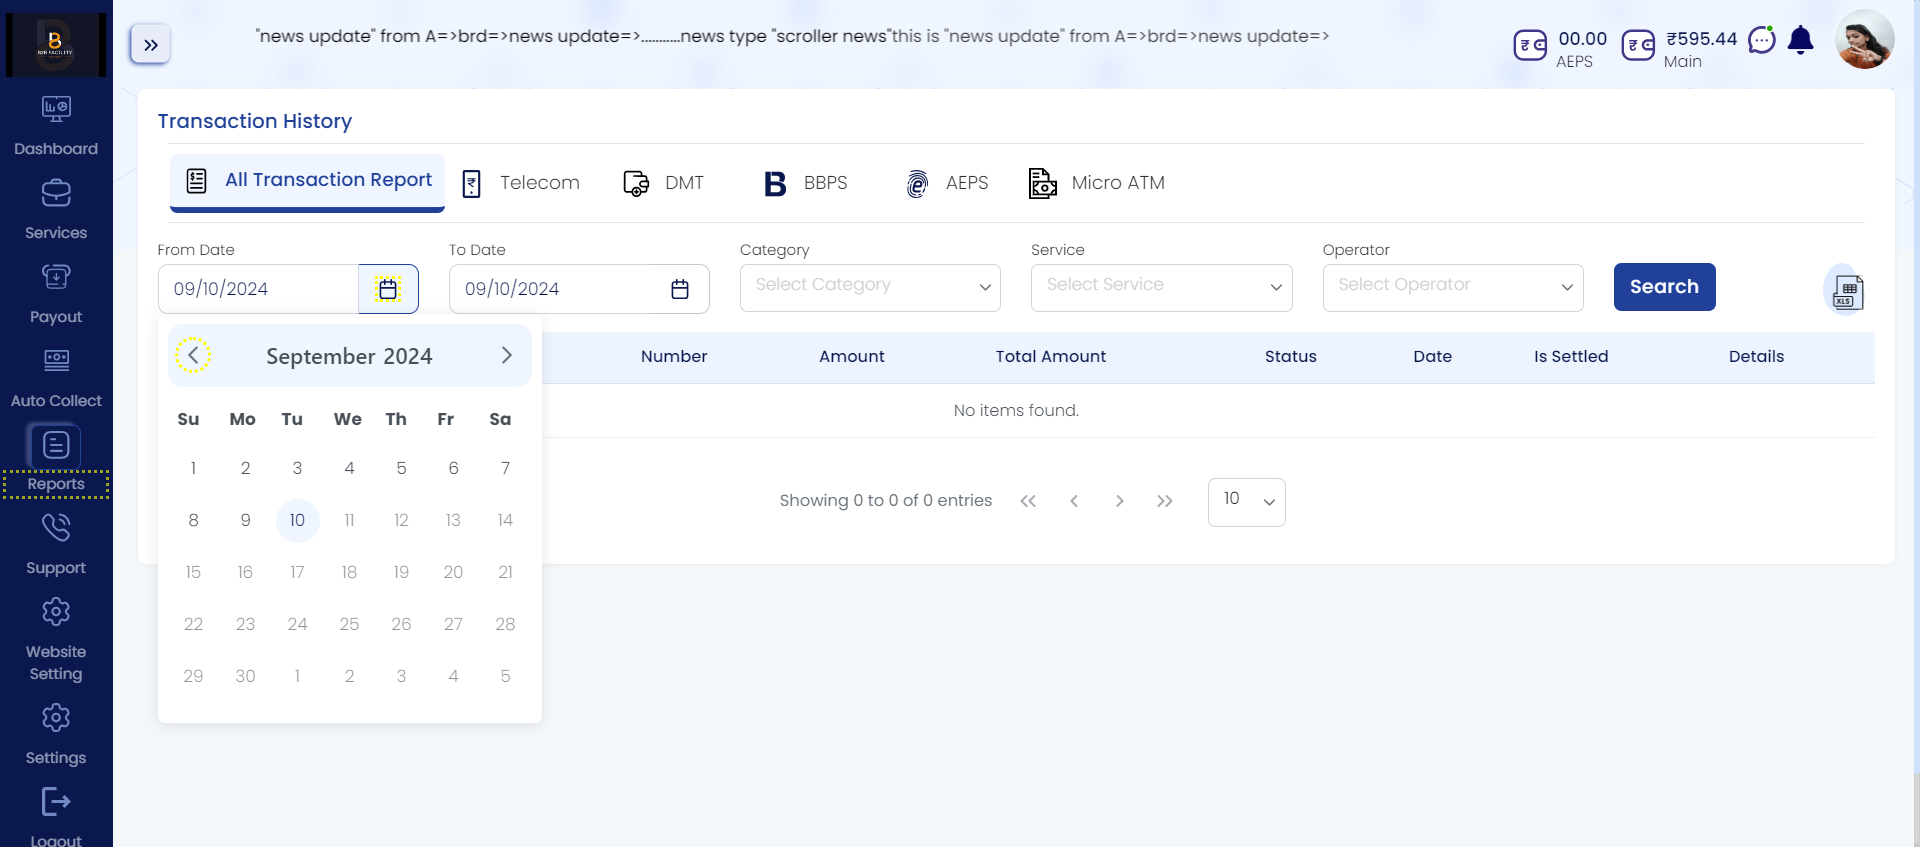 B2B FACILITY
"news update" from A=>brd=>news update=>...........news type "scroller news"this is "news update" from A=>brd=>news update=>
₹ 00.00
AEPS
₹ ₹595.44
Main
Dashboard
Services
Payout
Auto Collect
Reports
Support
Website
Setting
Settings
Logout
Transaction History
All Transaction Report Telecom DMT BBPS AEPS Micro ATM
From Date To Date Category Service Operator
09/10/2024 09/10/2024 Select Category Select Service Select Operator Search XLS
Number Amount Total Amount Status Date Is Settled Details
No items found.
Showing 0 to 0 of 0 entries << < > >> 10
September 2024
Su Mo Tu We Th Fr Sa
1 2 3 4 5 6 7
8 9 10 11 12 13 14
15 16 17 18 19 20 21
22 23 24 25 26 27 28
29 30 1 2 3 4 5